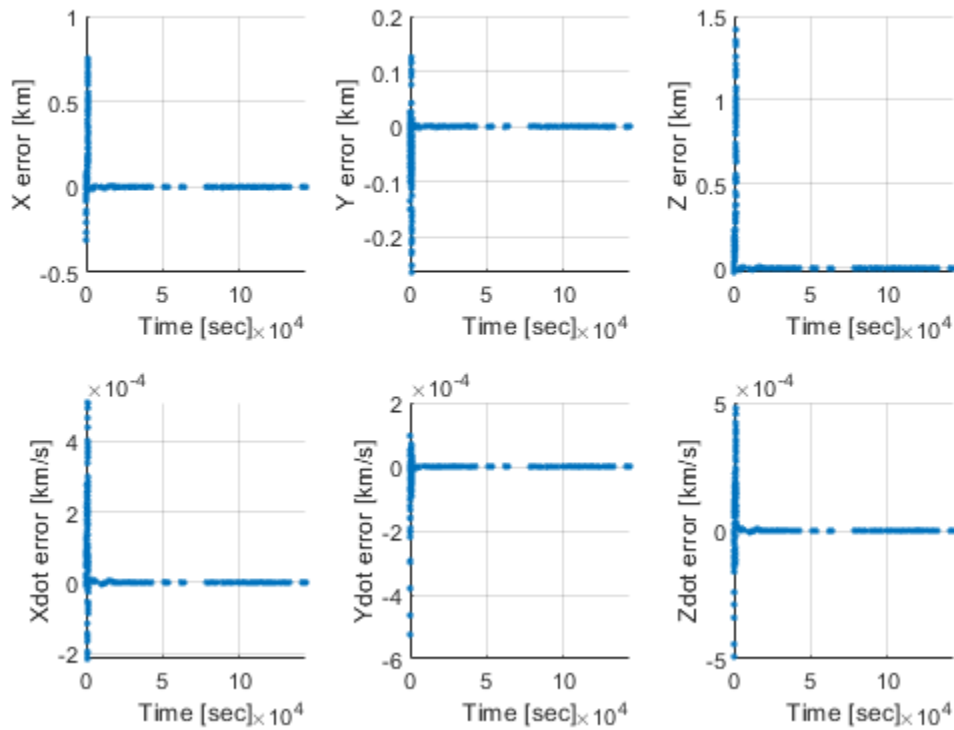 1
0.5
0
-0.5
X error [km]
0 5 10
Time [sec] ×10^4
0.2
0.1
0
-0.1
-0.2
Y error [km]
0 5 10
Time [sec] ×10^4
1.5
1
0.5
0
Z error [km]
0 5 10
Time [sec] ×10^4
×10^-4
4
2
0
-2
Xdot error [km/s]
0 5 10
Time [sec] ×10^4
×10^-4
2
0
-2
-4
-6
Ydot error [km/s]
0 5 10
Time [sec] ×10^4
×10^-4
5
0
-5
Zdot error [km/s]
0 5 10
Time [sec] ×10^4